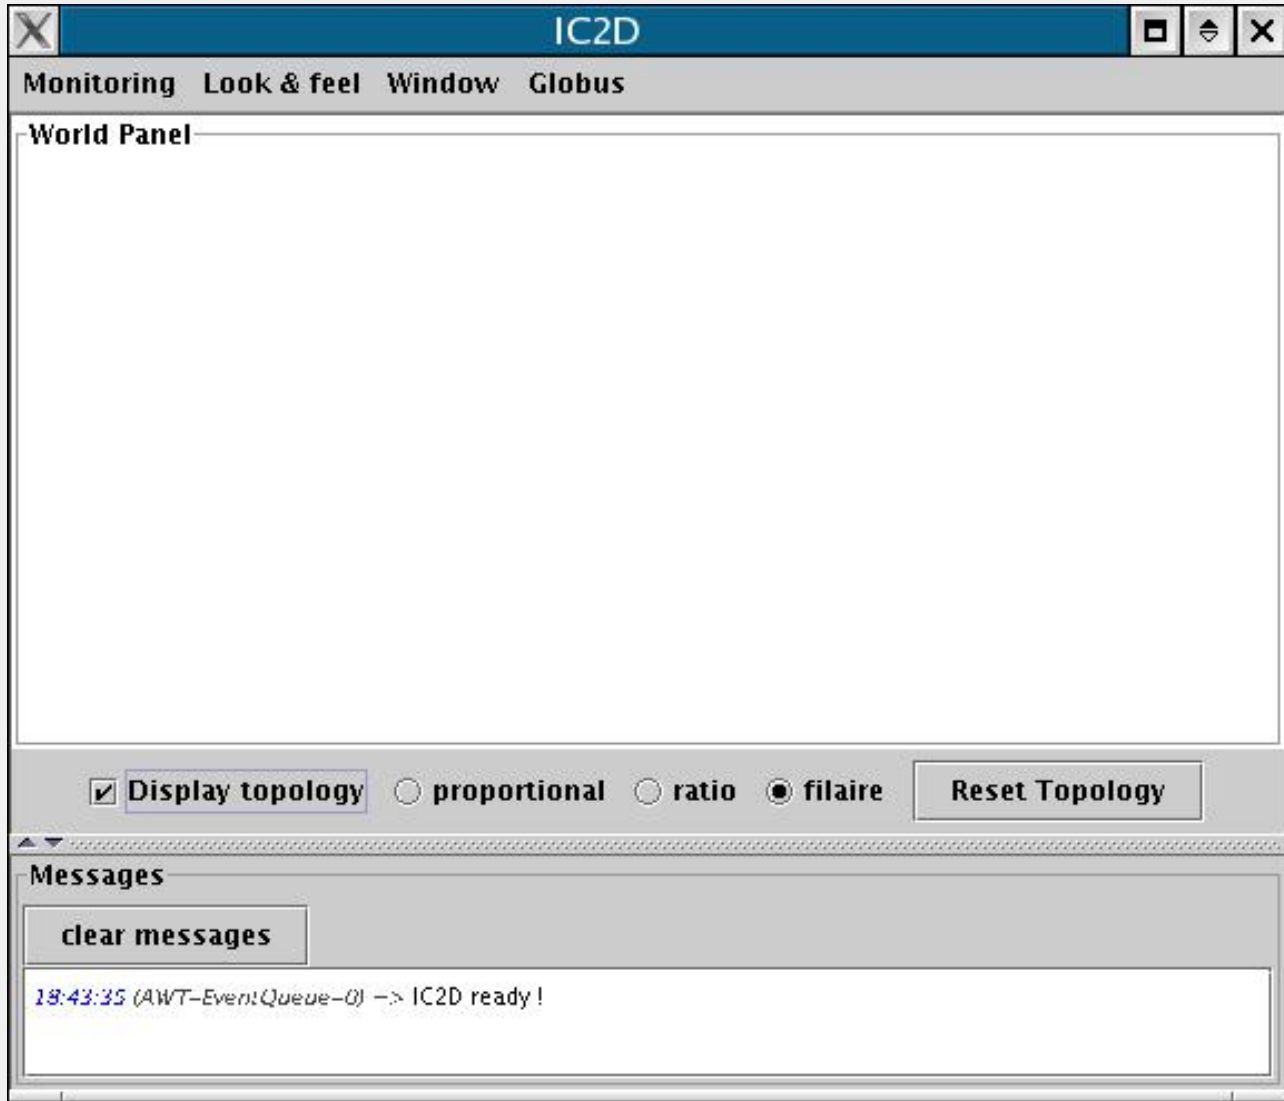 IC2D
Monitoring Look & feel Window Globus
World Panel
Display topology proportional ratio filaire Reset Topology
Messages
clear messages
18:43:35 (AWT-EventQueue-0) -> IC2D ready !